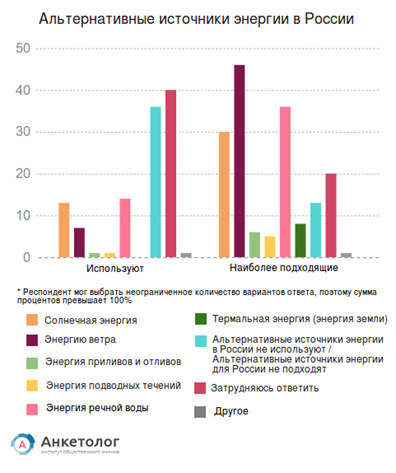 Альтернативные источники энергии в России
50
40
30
20
10
0
Используют
Наиболее подходящие
* Респондент мог выбрать неограниченное количество вариантов ответа, поэтому сумма
процентов превышает 100%
Солнечная энергия
Энергию ветра
Энергия приливов и отливов
Энергия подводных течений
Энергия речной воды
Термальная энергия (энергия земли)
Альтернативные источники энергии
в России не используют /
Альтернативные источники энергии
для России не подходят
Затрудняюсь ответить
Другое
А
Анкетолог
институт общественного мнения